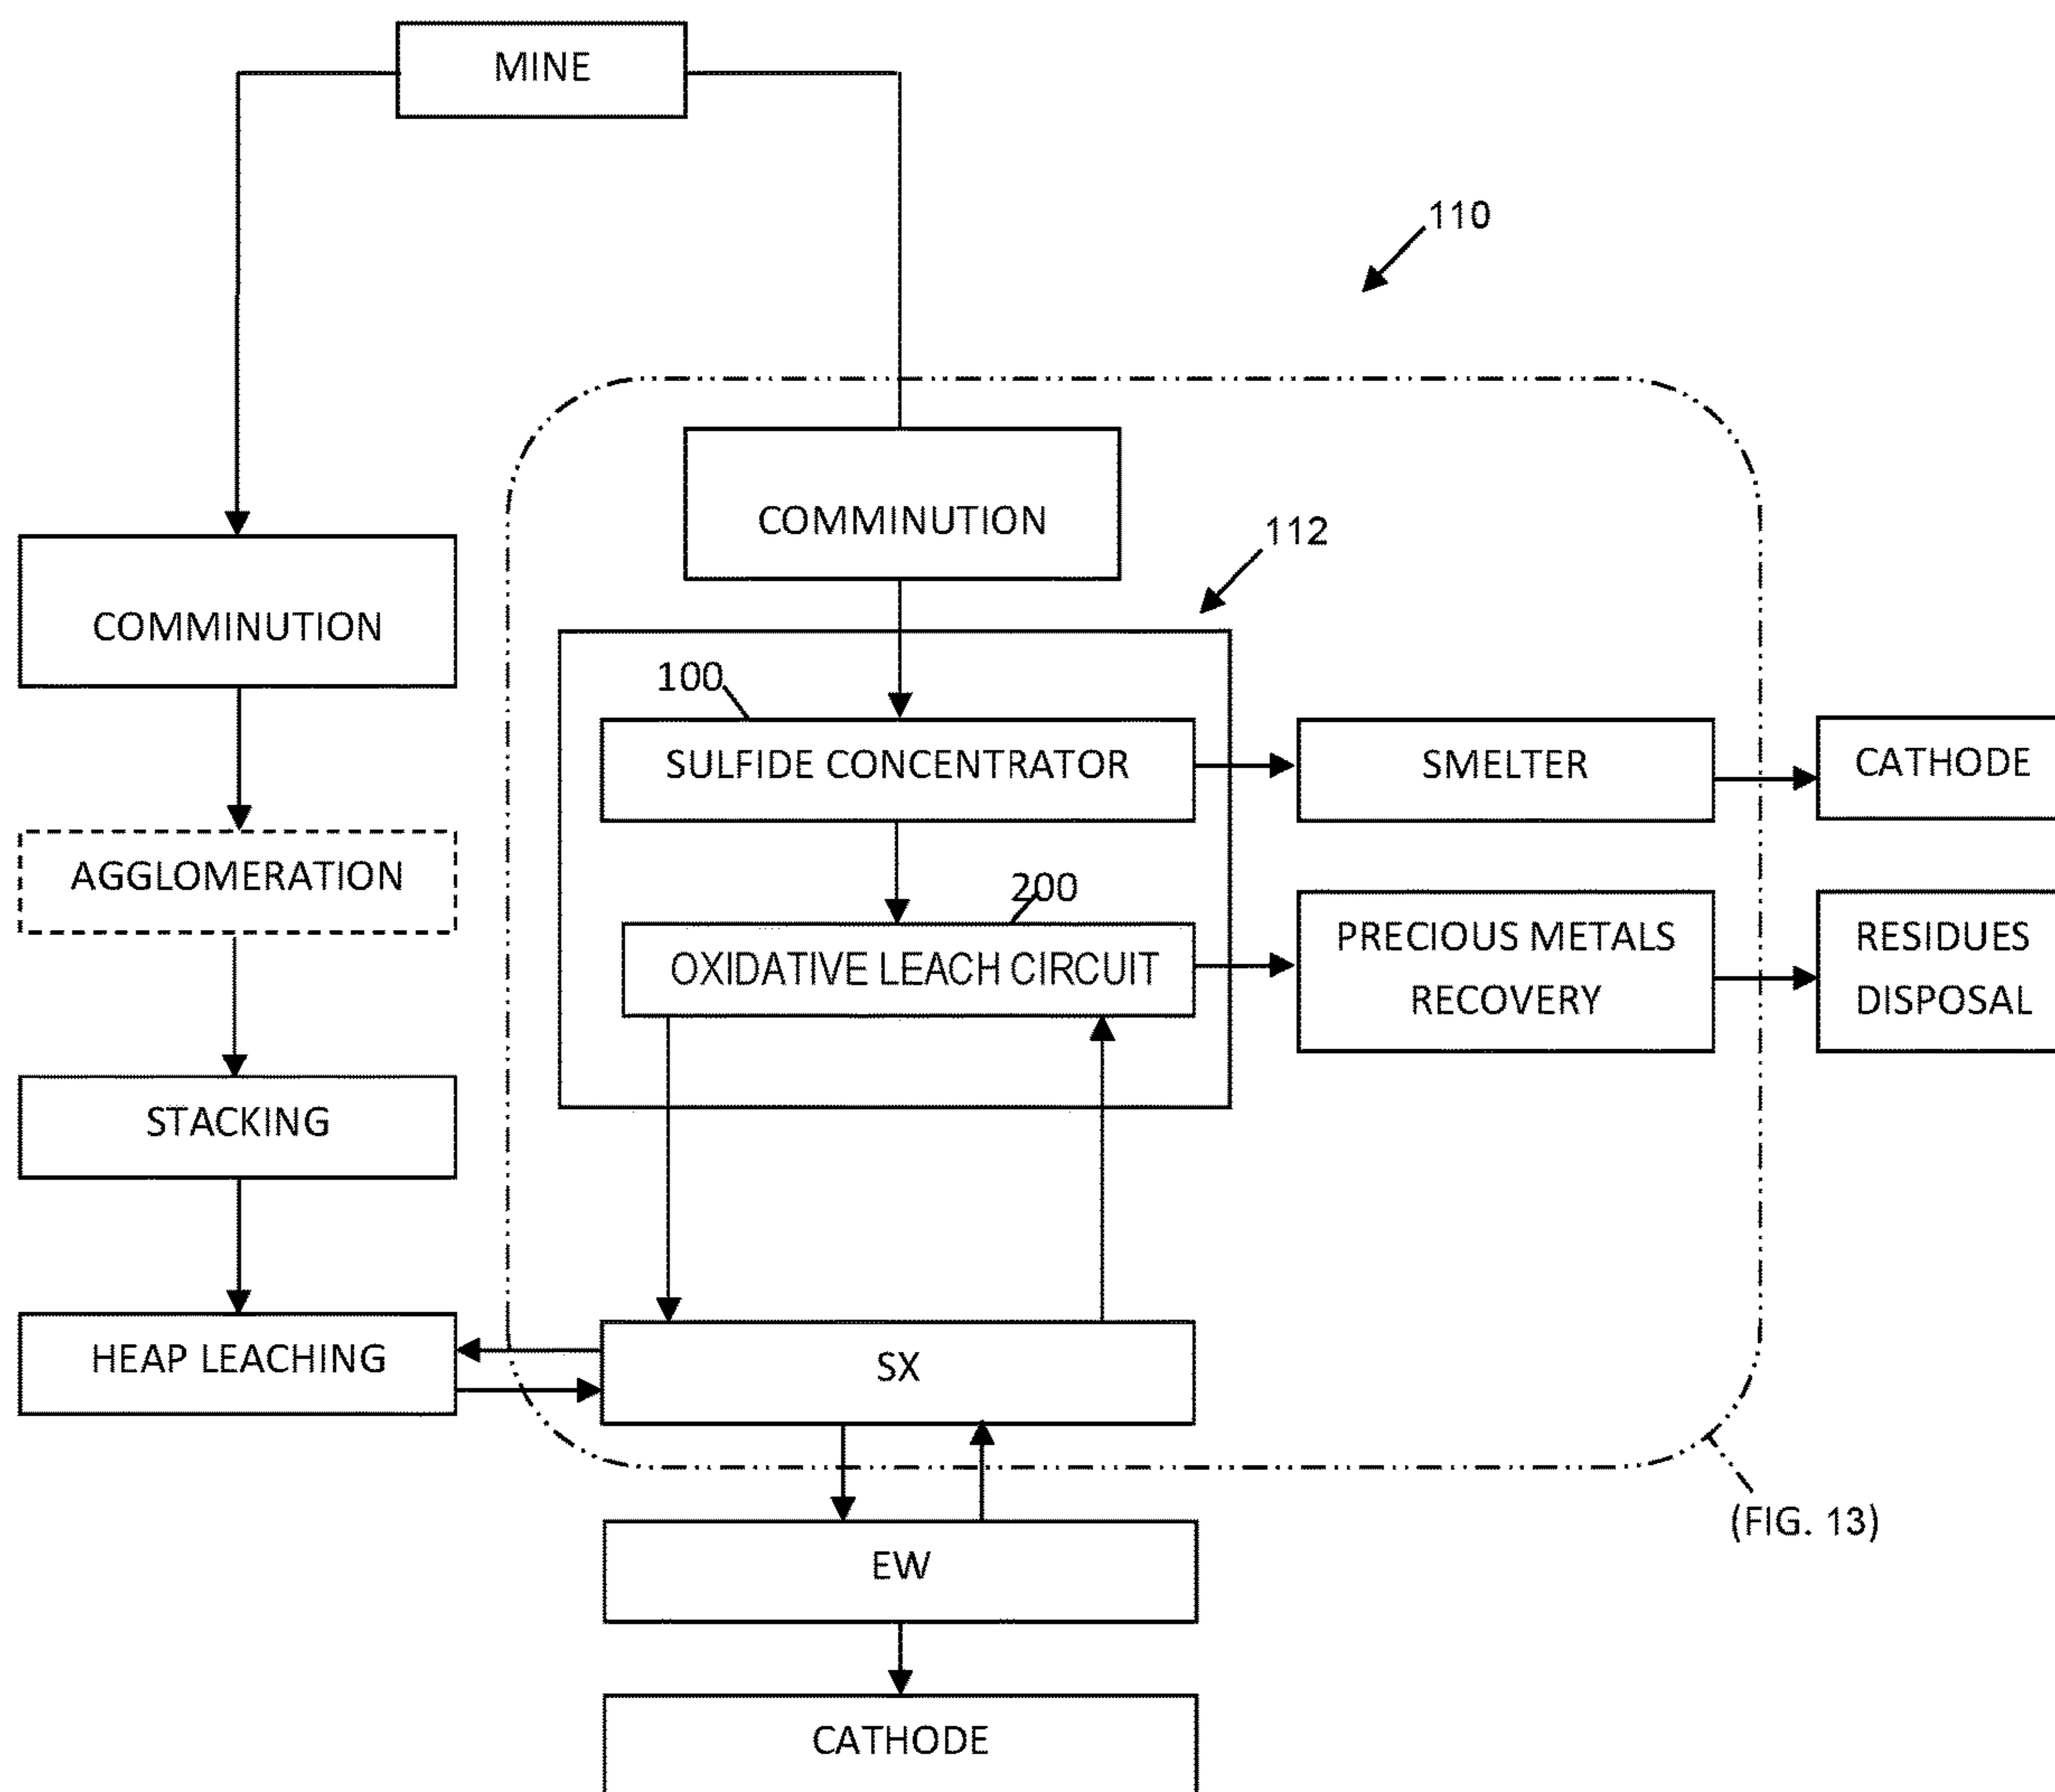 MINE
110
COMMINUTION
112
COMMINUTION
100
SULFIDE CONCENTRATOR
SMELTER
CATHODE
AGGLOMERATION
200
OXIDATIVE LEACH CIRCUIT
PRECIOUS METALS
RECOVERY
RESIDUES
DISPOSAL
STACKING
HEAP LEACHING
SX
(FIG. 13)
EW
CATHODE